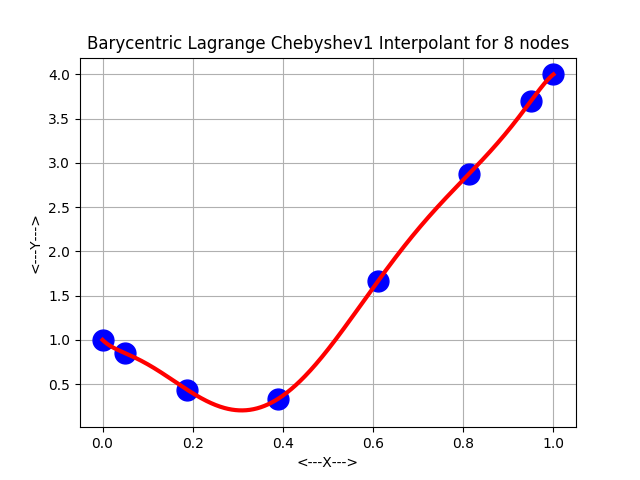 Barycentric Lagrange Chebyshev1 Interpolant for 8 nodes
4.0
3.5
3.0
2.5
2.0
1.5
1.0
0.5
<---Y--->
0.0 0.2 0.4 0.6 0.8 1.0
<---X--->